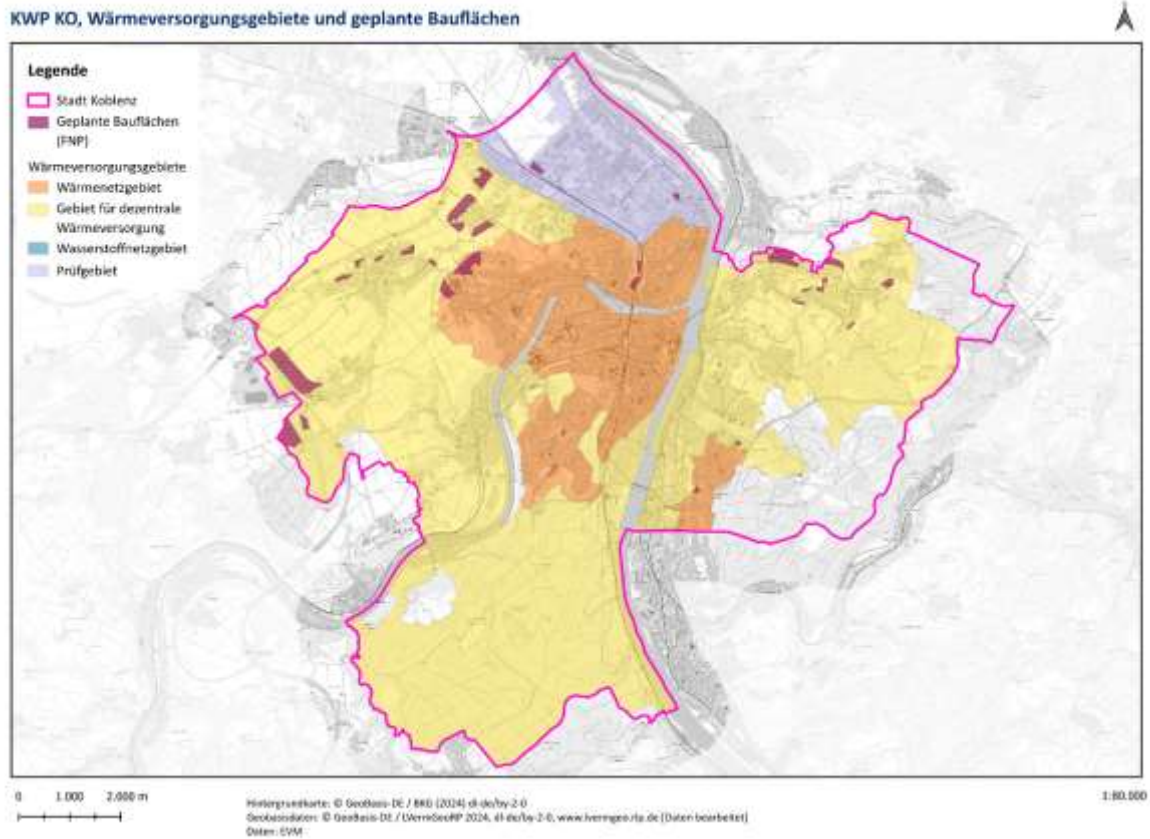 KWP KO, Wärmeversorgungsgebiete und geplante Bauflächen
Legende
Stadt Koblenz
Geplante Bauflächen
(FNP)
Wärmeversorgungsgebiete
Wärmenetzgebiet
Gebiet für dezentrale
Wärmeversorgung
Wasserstoffnetzgebiet
Prüfgebiet
0 1.000 2.000 m
1:60.000
Hintergrundkarte: © GeoBasis-DE / BKG (2024) dl-de/by-2-0
Geobasisdaten: © GeoBasis-DE / LVermGeoRP 2024, dl-de/by-2-0, www.lvermgeo.rlp.de [Daten bearbeitet]
Daten: EVM